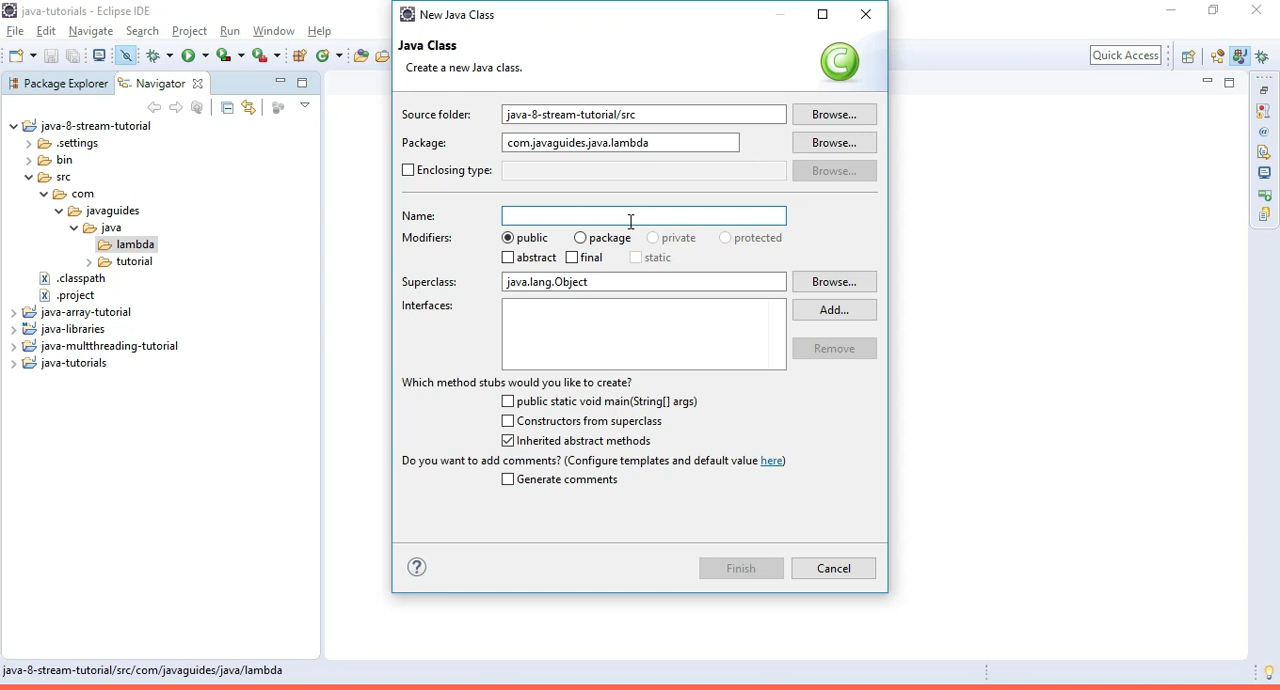 java-tutorials - Eclipse IDE
File Edit Navigate Search Project Run Window Help
Quick Access
Package Explorer Navigator
java-8-stream-tutorial
.settings
bin
src
com
javaguides
java
lambda
tutorial
.classpath
.project
java-array-tutorial
java-libraries
java-multtthreading-tutorial
java-tutorials
New Java Class
Java Class
Create a new Java class.
Source folder: java-8-stream-tutorial/src Browse...
Package: com.javaguides.java.lambda Browse...
Enclosing type: Browse...
Name:
Modifiers: public package private protected
abstract final static
Superclass: java.lang.Object Browse...
Interfaces: Add...
Remove
Which method stubs would you like to create?
public static void main(String[] args)
Constructors from superclass
Inherited abstract methods
Do you want to add comments? (Configure templates and default value here)
Generate comments
Finish Cancel
java-8-stream-tutorial/src/com/javaguides/java/lambda